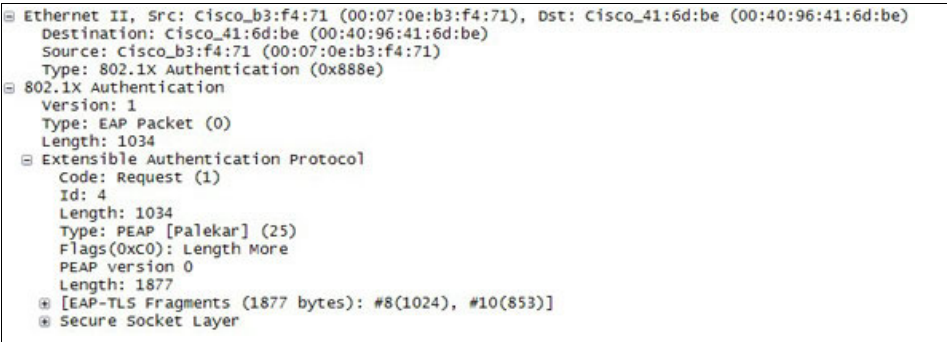 Ethernet II, Src: Cisco_b3:f4:71 (00:07:0e:b3:f4:71), Dst: Cisco_41:6d:be (00:40:96:41:6d:be)
Destination: Cisco_41:6d:be (00:40:96:41:6d:be)
Source: Cisco_b3:f4:71 (00:07:0e:b3:f4:71)
Type: 802.1X Authentication (0x888e)
802.1X Authentication
Version: 1
Type: EAP Packet (0)
Length: 1034
Extensible Authentication Protocol
Code: Request (1)
Id: 4
Length: 1034
Type: PEAP [Palekar] (25)
Flags(0xC0): Length More
PEAP version 0
Length: 1877
[EAP-TLS Fragments (1877 bytes): #8(1024), #10(853)]
Secure Socket Layer